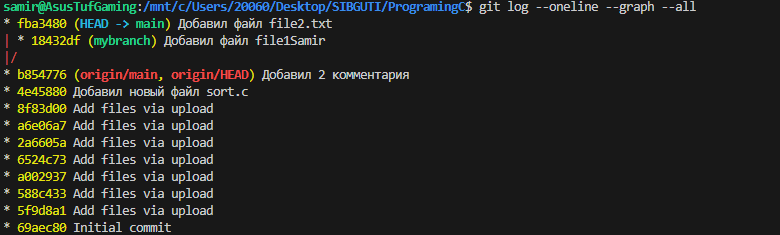 samir@AsusTufGaming:/mnt/c/Users/20060/Desktop/SIBGUTI/ProgramingC$ git log --oneline --graph --all
* fba3480 (HEAD -> main) Добавил файл file2.txt
| * 18432df (mybranch) Добавил файл file1Samir
|/
* b854776 (origin/main, origin/HEAD) Добавил 2 комментария
* 4e45880 Добавил новый файл sort.c
* 8f83d00 Add files via upload
* a6e06a7 Add files via upload
* 2a6605a Add files via upload
* 6524c73 Add files via upload
* a002937 Add files via upload
* 588c433 Add files via upload
* 5f9d8a1 Add files via upload
* 69aec80 Initial commit